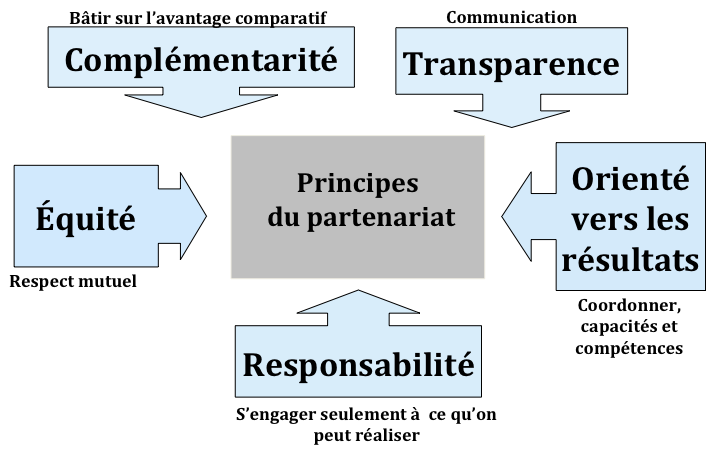 Bâtir sur l’avantage comparatif
Complémentarité
Communication
Transparence
Principes
du partenariat
Équité
Respect mutuel
Orienté
vers les
résultats
Coordonner,
capacités et
compétences
Responsabilité
S’engager seulement à ce qu’on
peut réaliser